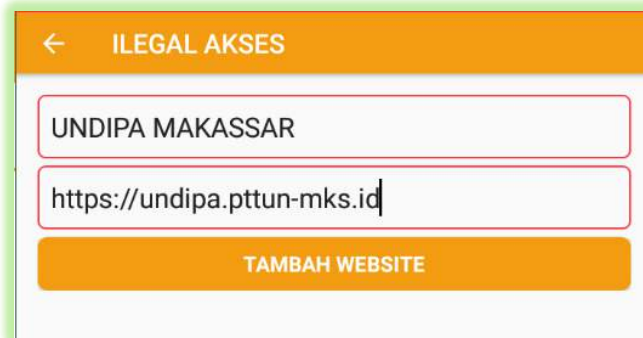 ILEGAL AKSES
UNDIPA MAKASSAR
https://undipa.pttun-mks.id
TAMBAH WEBSITE